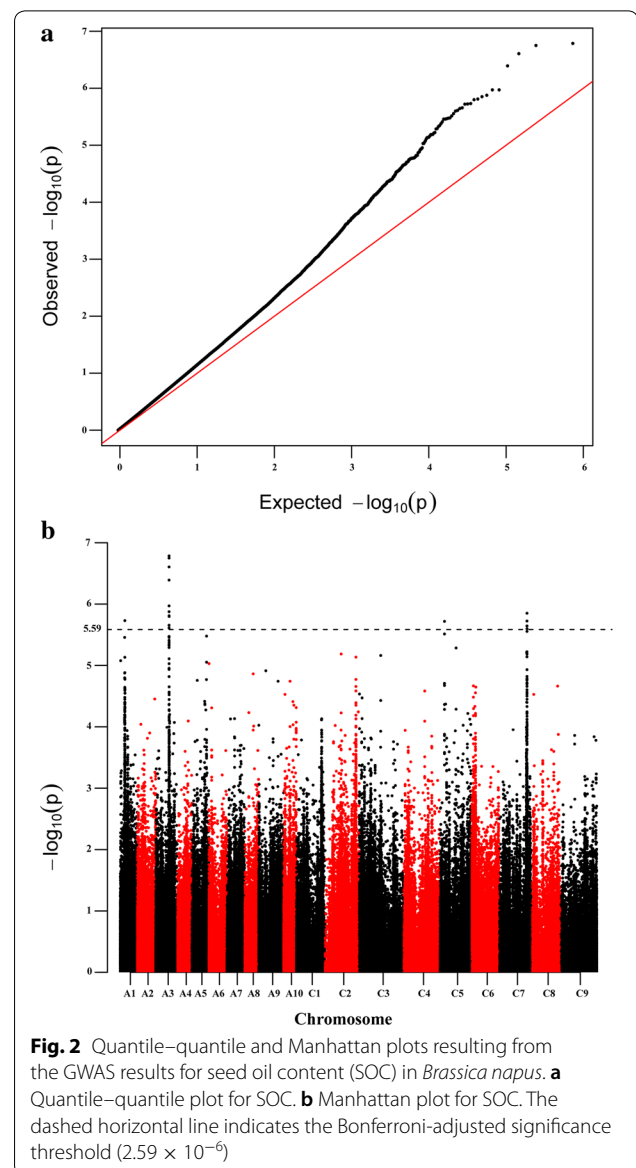 a
7
6
5
4
3
2
1
0
Observed −log₁₀(p)
0 1 2 3 4 5 6
Expected −log₁₀(p)
b
7
6
5.59
5
4
3
2
1
0
−log₁₀(p)
A1 A2 A3 A4 A5 A6 A7 A8 A9 A10 C1 C2 C3 C4 C5 C6 C7 C8 C9
Chromosome
Fig. 2 Quantile–quantile and Manhattan plots resulting from
the GWAS results for seed oil content (SOC) in Brassica napus. a
Quantile–quantile plot for SOC. b Manhattan plot for SOC. The
dashed horizontal line indicates the Bonferroni-adjusted significance
threshold (2.59 × 10⁻⁶)